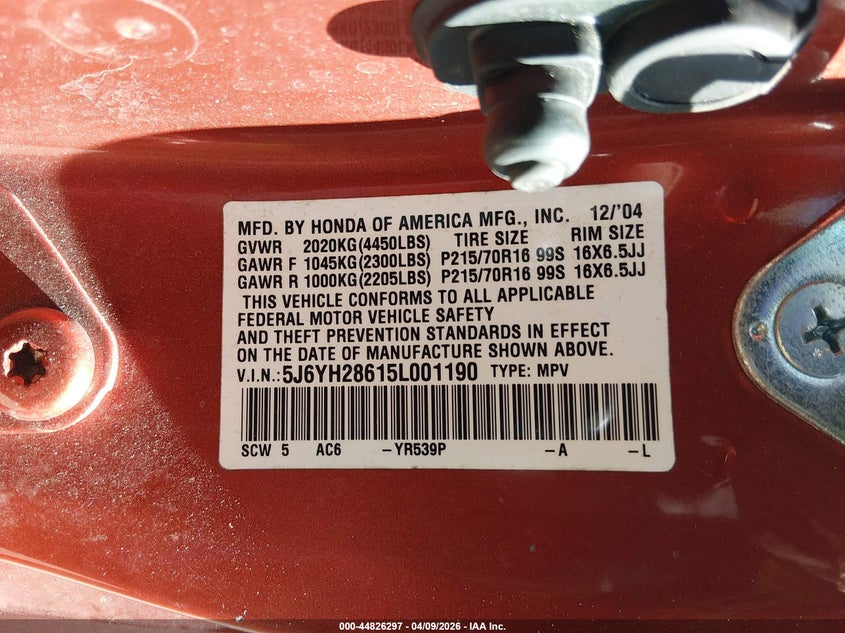 MFD. BY HONDA OF AMERICA MFG., INC. 12/'04
GVWR 2020KG(4450LBS) TIRE SIZE RIM SIZE
GAWR F 1045KG(2300LBS) P215/70R16 99S 16X6.5JJ
GAWR R 1000KG(2205LBS) P215/70R16 99S 16X6.5JJ
THIS VEHICLE CONFORMS TO ALL APPLICABLE
FEDERAL MOTOR VEHICLE SAFETY
AND THEFT PREVENTION STANDARDS IN EFFECT
ON THE DATE OF MANUFACTURE SHOWN ABOVE.
V.I.N.: 5J6YH28615L001190 TYPE: MPV
SCW 5 AC6 -YR539P -A -L
000-44826297 - 04/09/2026 - IAA Inc.